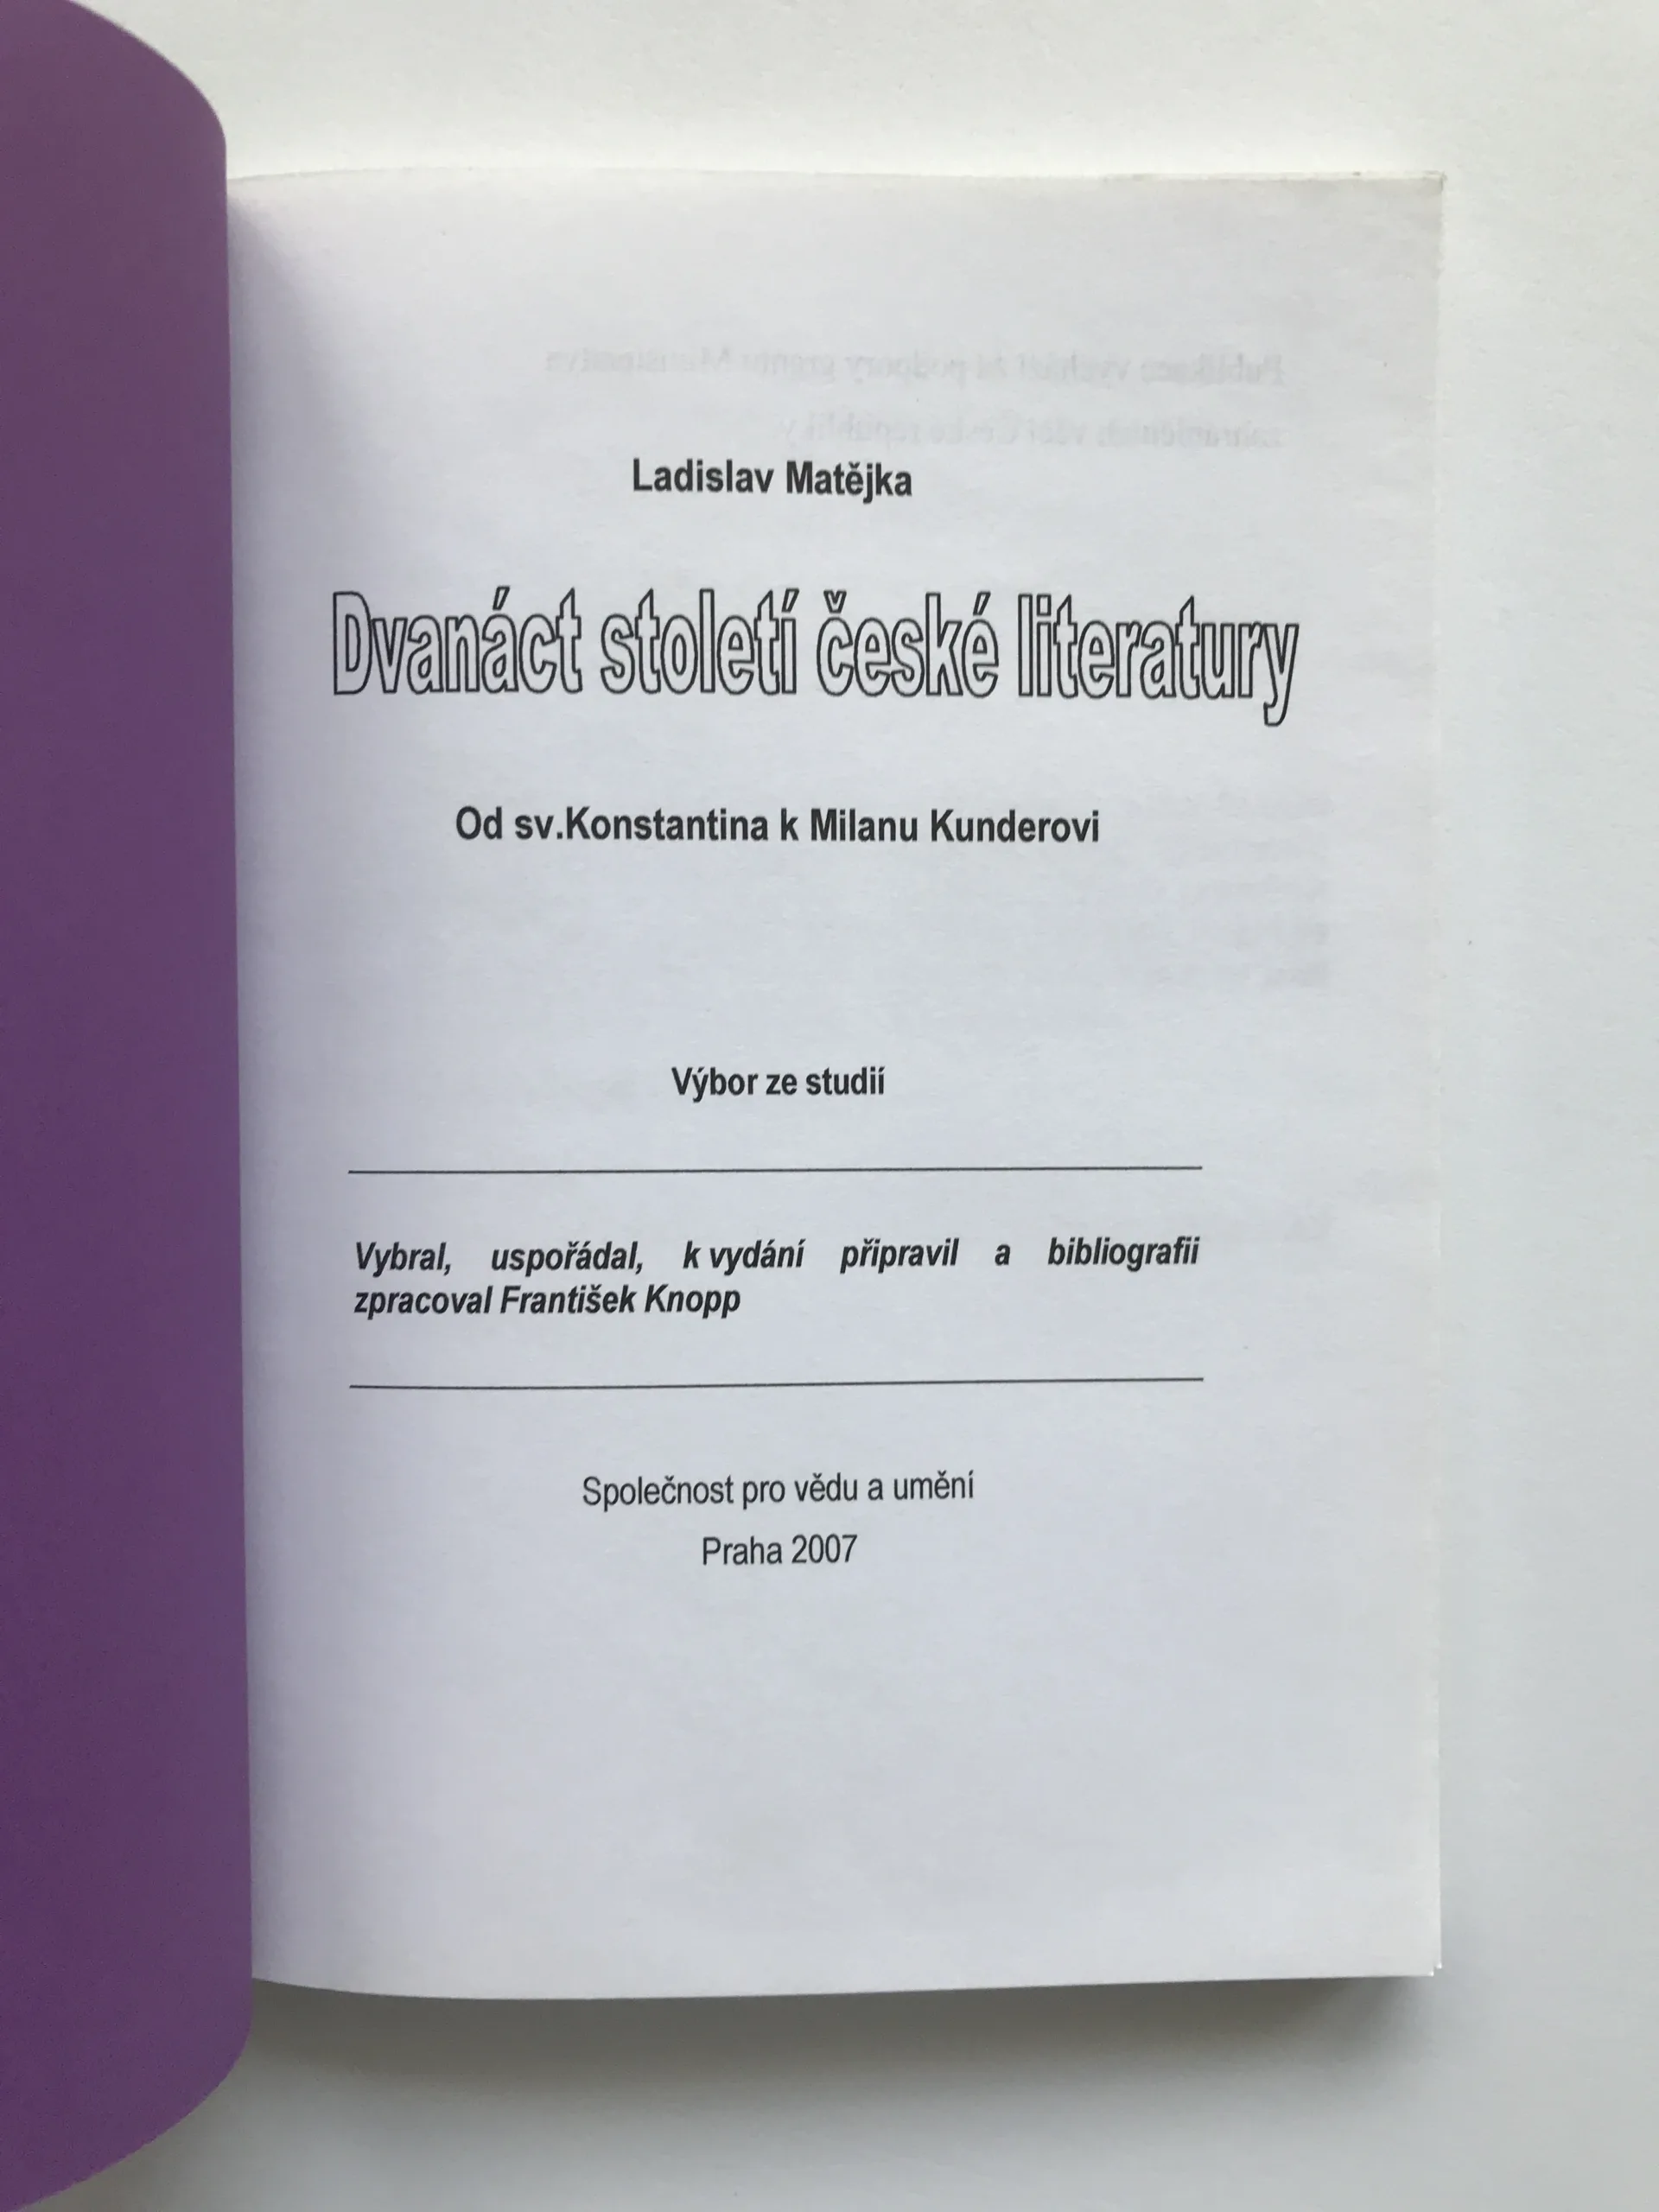 Ladislav Matějka
Dvanáct století české literatury
Od sv.Konstantina k Milanu Kunderovi
Výbor ze studií
Vybral, uspořádal, k vydání připravil a bibliografii
zpracoval František Knopp
Společnost pro vědu a umění
Praha 2007